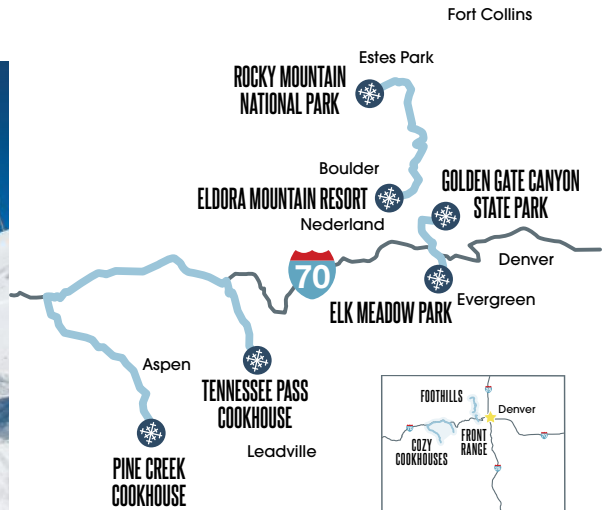 Fort Collins
Estes Park
ROCKY MOUNTAIN
NATIONAL PARK
Boulder
ELDORA MOUNTAIN RESORT
GOLDEN GATE CANYON
STATE PARK
Nederland
70
Denver
ELK MEADOW PARK
Evergreen
Aspen
TENNESSEE PASS
COOKHOUSE
Leadville
PINE CREEK
COOKHOUSE
FOOTHILLS
Denver
COZY
COOKHOUSES
FRONT
RANGE